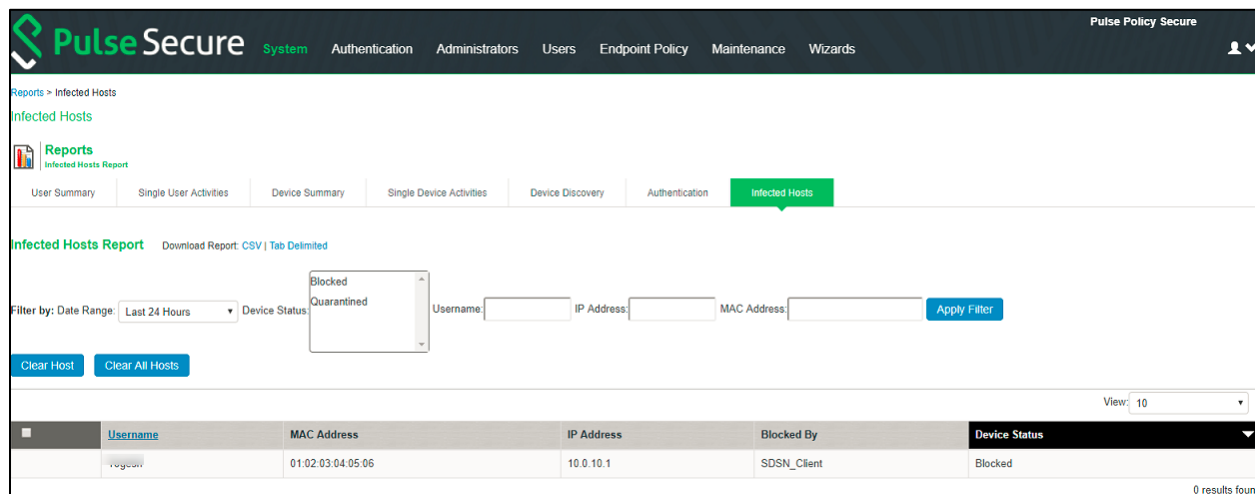 Pulse Policy Secure
Pulse Secure System Authentication Administrators Users Endpoint Policy Maintenance Wizards
Reports > Infected Hosts
Infected Hosts
Reports
Infected Hosts Report
User Summary Single User Activities Device Summary Single Device Activities Device Discovery Authentication Infected Hosts
Infected Hosts Report Download Report: CSV | Tab Delimited
Blocked
Quarantined
Filter by: Date Range: Last 24 Hours Device Status: Username: IP Address: MAC Address: Apply Filter
Clear Host Clear All Hosts
View: 10
Username MAC Address IP Address Blocked By Device Status
01:02:03:04:05:06 10.0.10.1 SDSN_Client Blocked
0 results foun